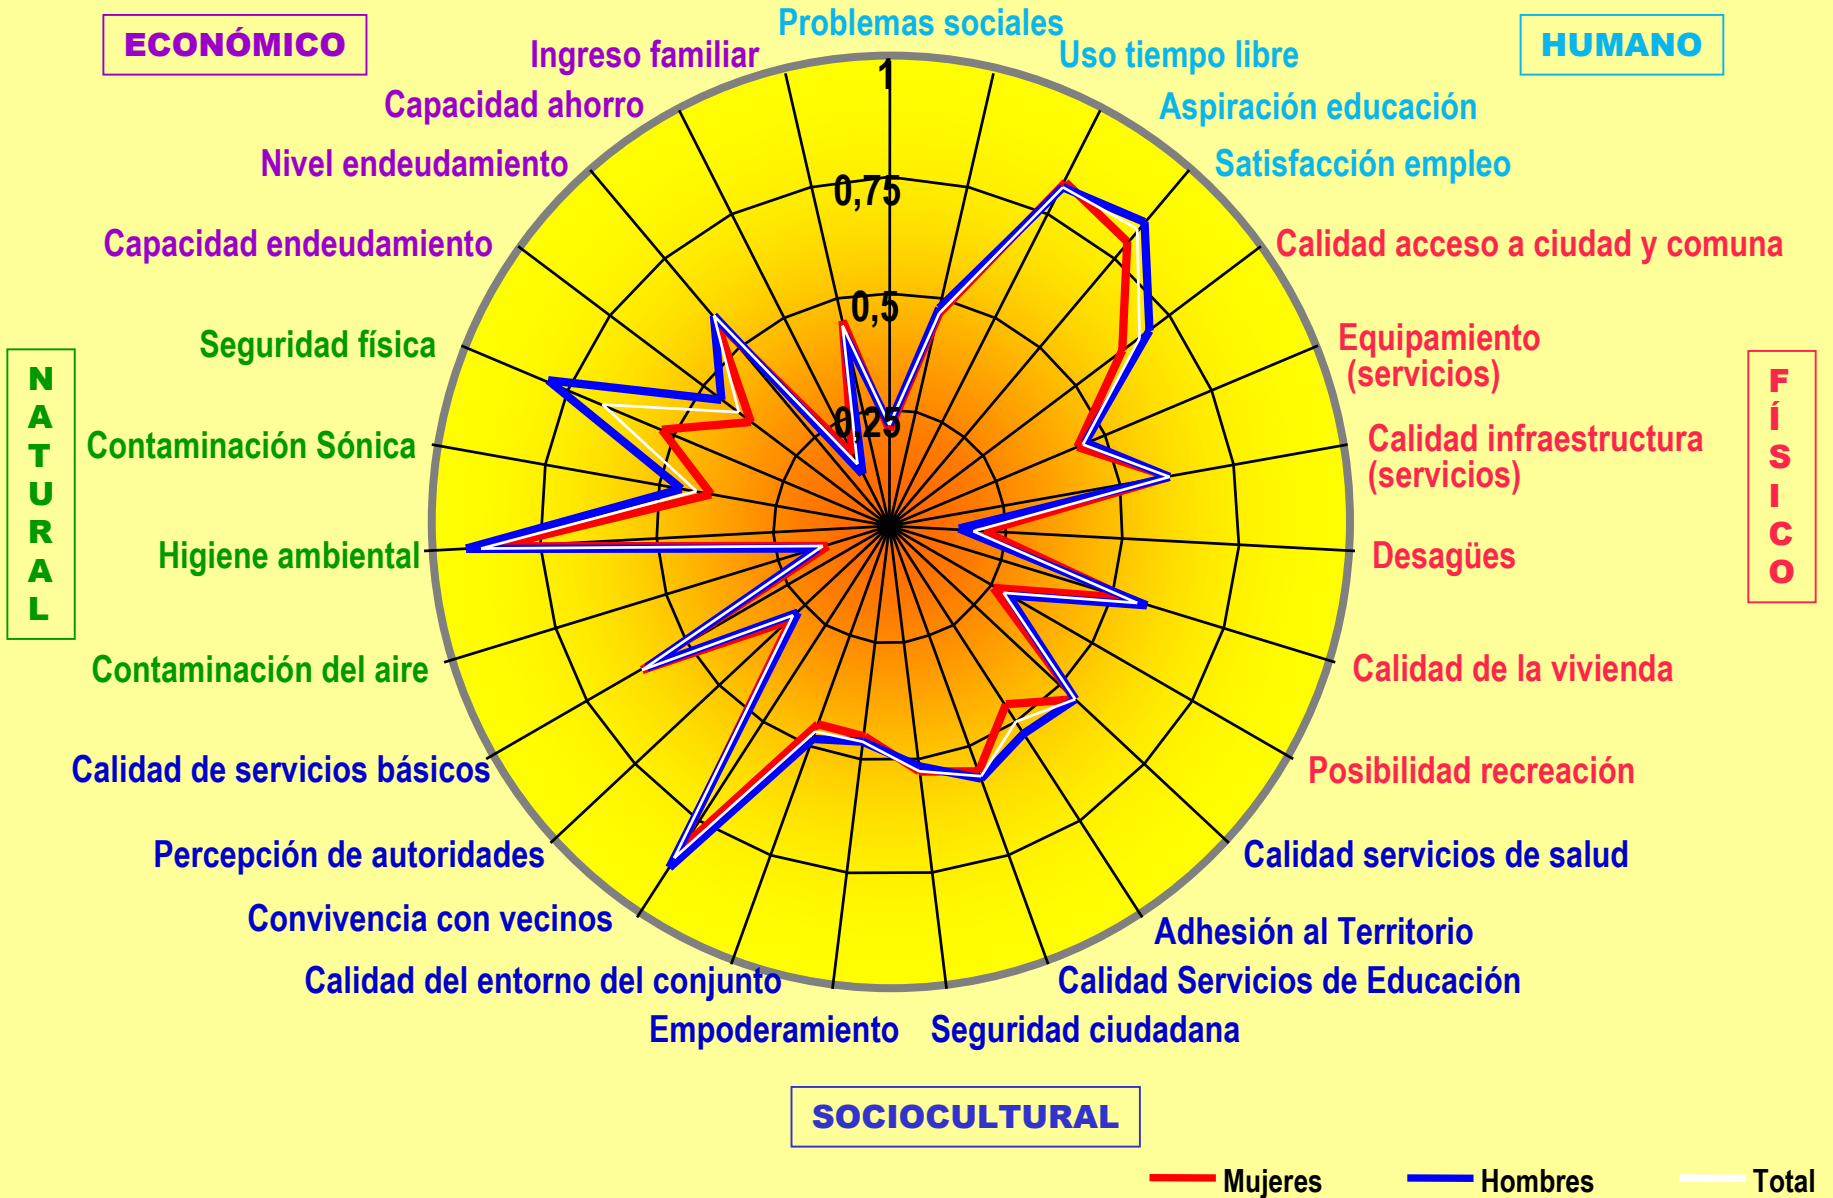 Problemas sociales
ECONÓMICO
HUMANO
Ingreso familiar
Uso tiempo libre
1
Capacidad ahorro
Aspiración educación
Nivel endeudamiento
Satisfacción empleo
0,75
Capacidad endeudamiento
Calidad acceso a ciudad y comuna
0,5
Seguridad física
Equipamiento
(servicios)
N
A
T
U
R
A
L
F
Í
S
I
C
O
0,25
Contaminación Sónica
Calidad infraestructura
(servicios)
Higiene ambiental
Desagües
Contaminación del aire
Calidad de la vivienda
Calidad de servicios básicos
Posibilidad recreación
Percepción de autoridades
Calidad servicios de salud
Convivencia con vecinos
Adhesión al Territorio
Calidad del entorno del conjunto
Calidad Servicios de Educación
Empoderamiento
Seguridad ciudadana
SOCIOCULTURAL
Mujeres
Hombres
Total